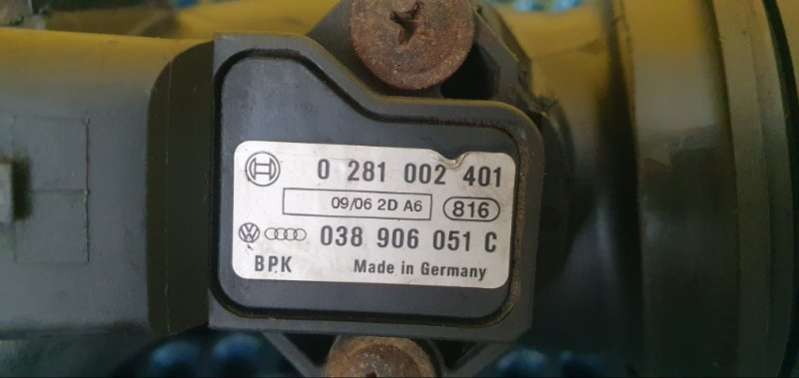 0 281 002 401
09/06 2D A6 816
038 906 051 C
BPK Made in Germany